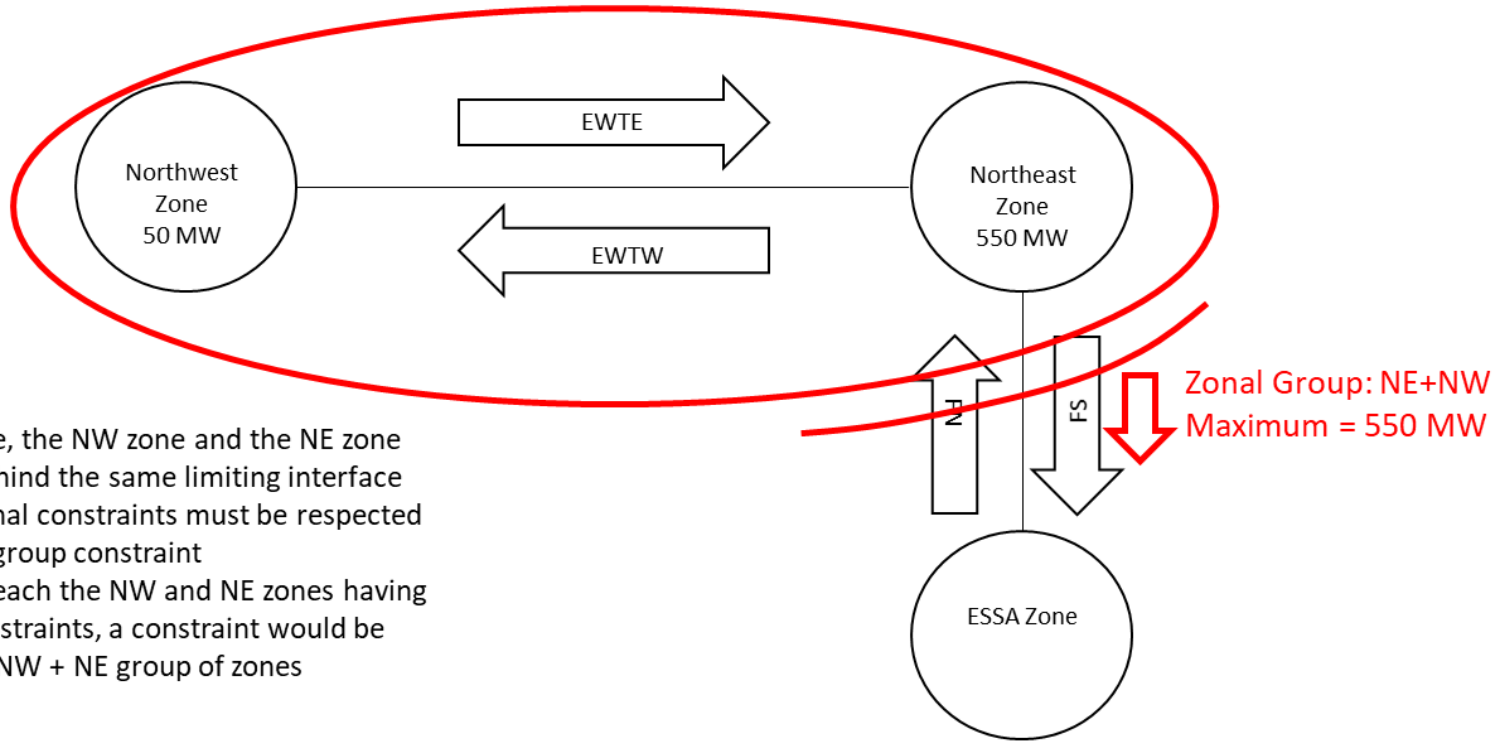 EWTE
Northwest
Zone
50 MW
Northeast
Zone
550 MW
EWTW
FN
FS
Zonal Group: NE+NW
Maximum = 550 MW
e, the NW zone and the NE zone
hind the same limiting interface
nal constraints must be respected
group constraint
each the NW and NE zones having
straints, a constraint would be
NW + NE group of zones
ESSA Zone